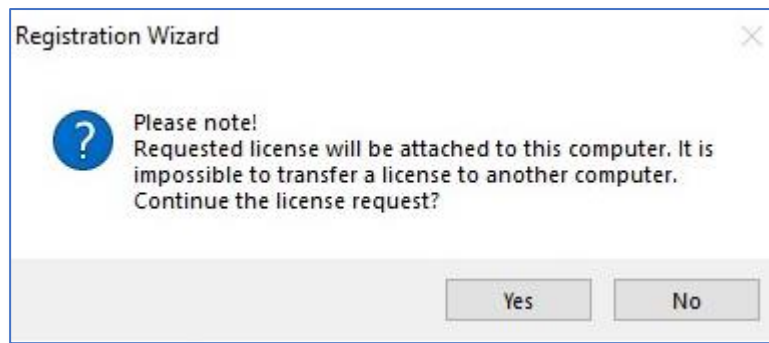 Registration Wizard
?
Please note!
Requested license will be attached to this computer. It is
impossible to transfer a license to another computer.
Continue the license request?
Yes
No